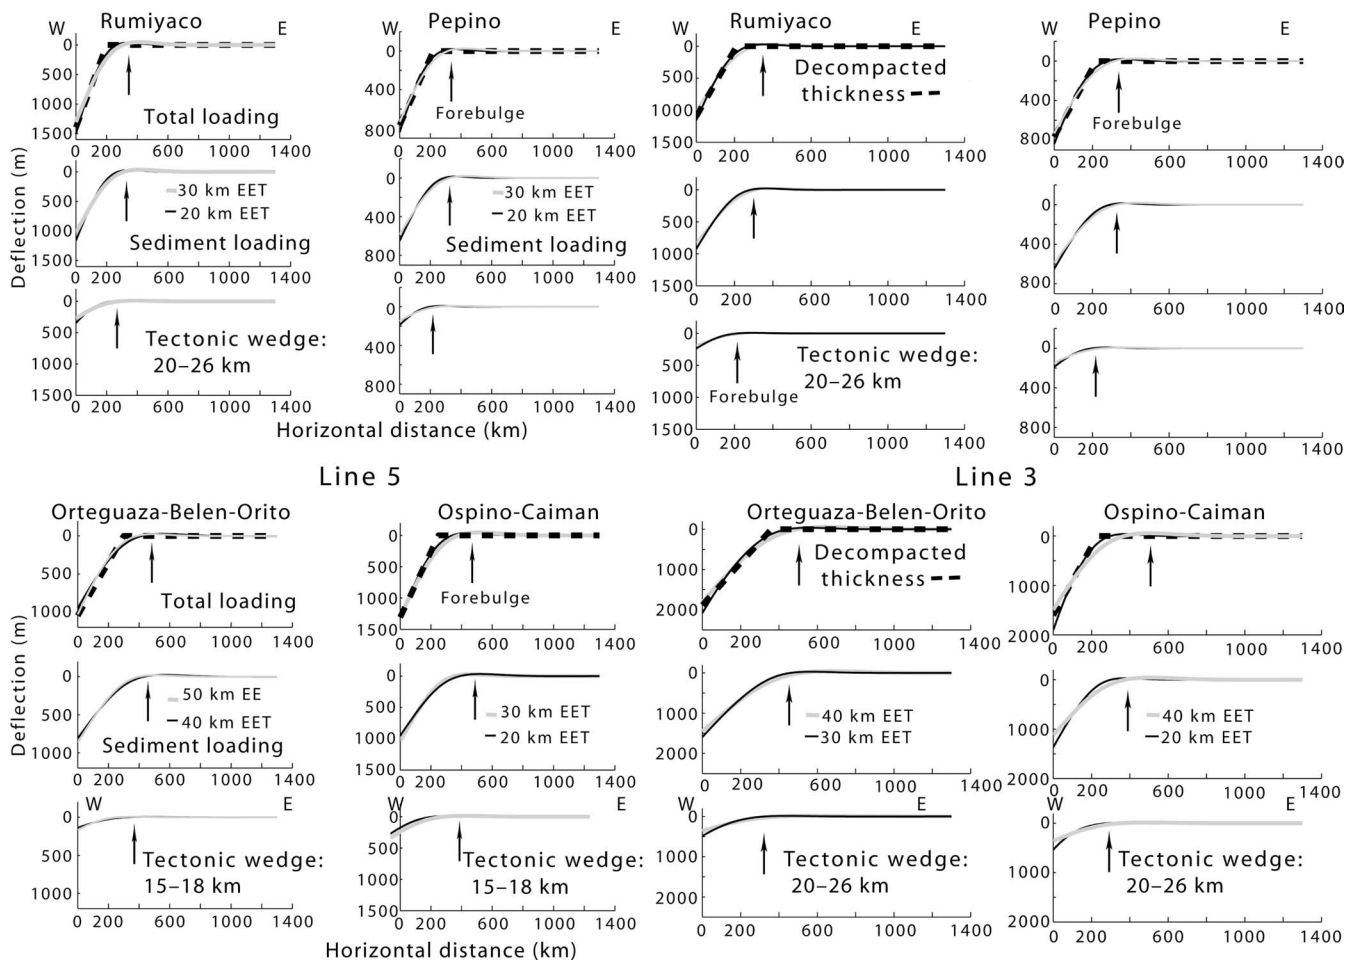 W Rumiyaco E
0
500
1000
1500
0 200 600 1000 1400
Total loading
Pepino
W E
0
400
800
0 200 600 1000 1400
Forebulge
Rumiyaco
W E
0
500
1000
1500
0 200 600 1000 1400
Decompacted
thickness
Pepino
0
400
800
0 200 600 1000 1400
Forebulge
Deflection (m)
0
500
1000
1500
0 200 600 1000 1400
30 km EET
20 km EET
Sediment loading
0
400
800
0 200 600 1000 1400
30 km EET
20 km EET
Sediment loading
0
500
1000
1500
0 200 600 1000 1400
0
400
800
0 200 600 1000 1400
0
500
1000
1500
0 200 600 1000 1400
Tectonic wedge:
20–26 km
0
400
800
0 200 600 1000 1400
0
500
1000
1500
0 200 600 1000 1400
Tectonic wedge:
20–26 km
Forebulge
0
400
800
0 200 600 1000 1400
Horizontal distance (km)
Line 5
Line 3
Orteguaza-Belen-Orito
0
500
1000
0 200 600 1000 1400
Total loading
Ospino-Caiman
0
500
1000
1500
0 200 600 1000 1400
Forebulge
Orteguaza-Belen-Orito
0
1000
2000
0 200 600 1000 1400
Decompacted
thickness
Ospino-Caiman
0
1000
2000
0 200 600 1000 1400
Deflection (m)
0
500
1000
0 200 600 1000 1400
50 km EE
40 km EET
Sediment loading
0
500
1000
1500
0 200 600 1000 1400
30 km EET
20 km EET
0
1000
2000
0 200 600 1000 1400
40 km EET
30 km EET
0
1000
2000
0 200 600 1000 1400
40 km EET
20 km EET
W E
0
500
1000
0 200 600 1000 1400
Tectonic wedge:
15–18 km
W E
0
500
1000
1500
0 200 600 1000 1400
Tectonic wedge:
15–18 km
W E
0
1000
2000
0 200 600 1000 1400
Tectonic wedge:
20–26 km
W E
0
1000
2000
0 200 600 1000 1400
Tectonic wedge:
20–26 km
Horizontal distance (km)